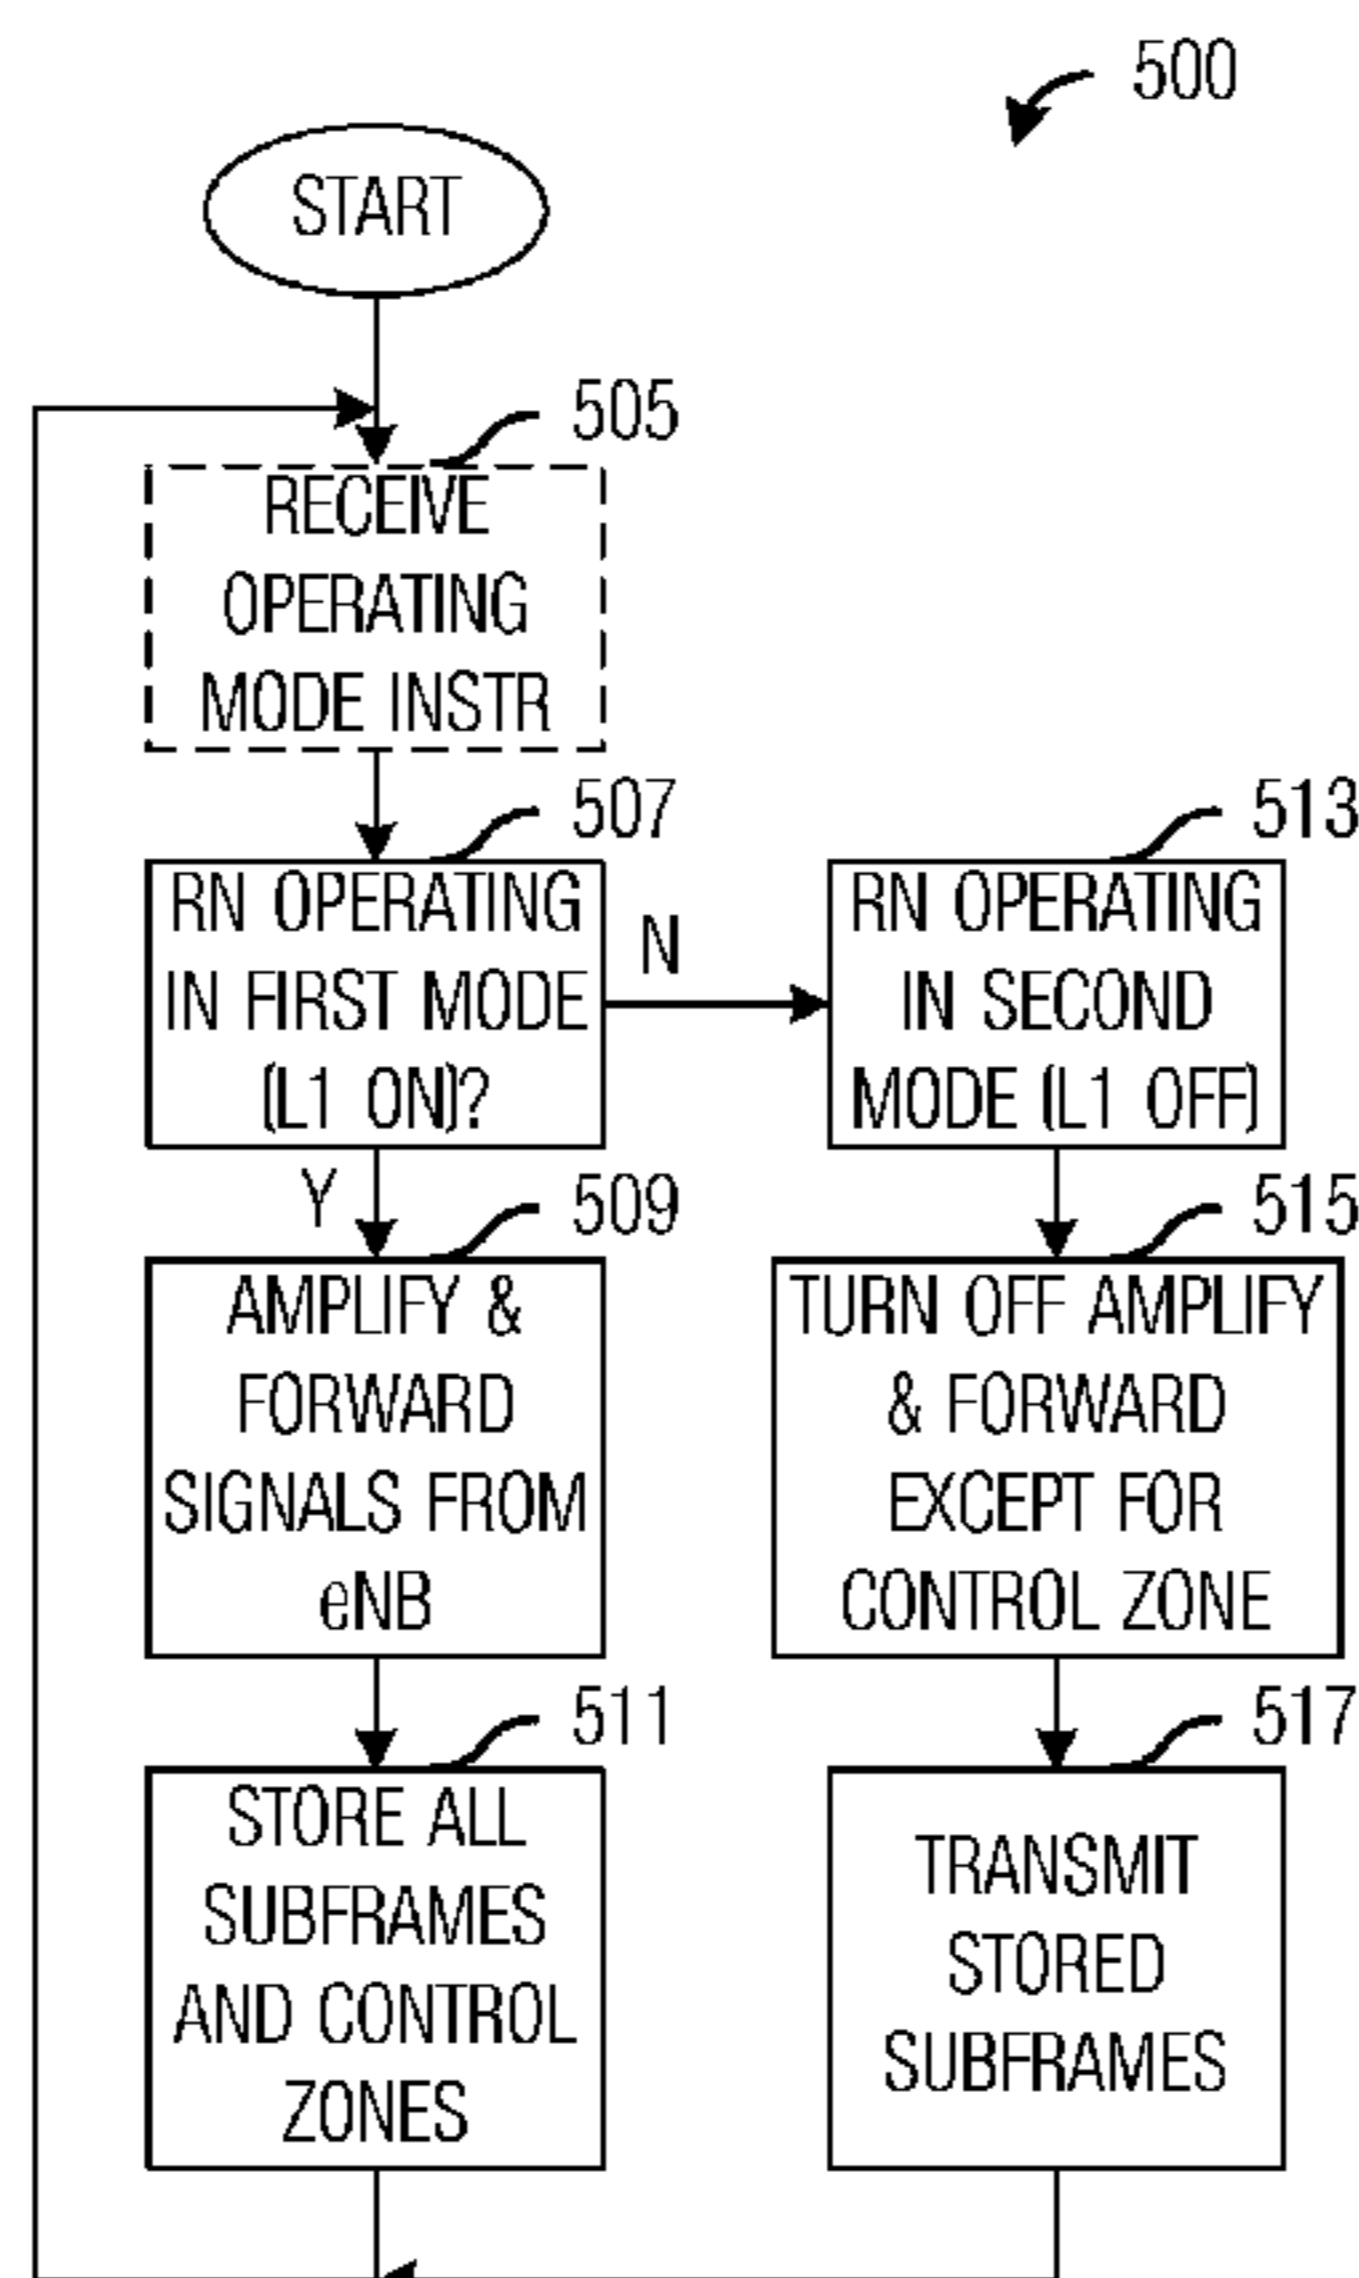 500
START
505
RECEIVE
OPERATING
MODE INSTR
507
RN OPERATING
IN FIRST MODE
(L1 ON)?
N
513
RN OPERATING
IN SECOND
MODE (L1 OFF)
Y
509
AMPLIFY &
FORWARD
SIGNALS FROM
eNB
515
TURN OFF AMPLIFY
& FORWARD
EXCEPT FOR
CONTROL ZONE
511
STORE ALL
SUBFRAMES
AND CONTROL
ZONES
517
TRANSMIT
STORED
SUBFRAMES